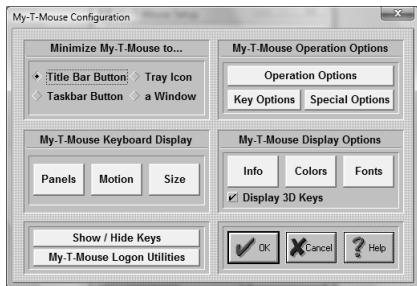 My-T-Mouse Configuration
Minimize My-T-Mouse to...
Title Bar Button Tray Icon
Taskbar Button a Window
My-T-Mouse Operation Options
Operation Options
Key Options Special Options
My-T-Mouse Keyboard Display
Panels Motion Size
My-T-Mouse Display Options
Info Colors Fonts
Display 3D Keys
Show / Hide Keys
My-T-Mouse Logon Utilities
OK Cancel Help